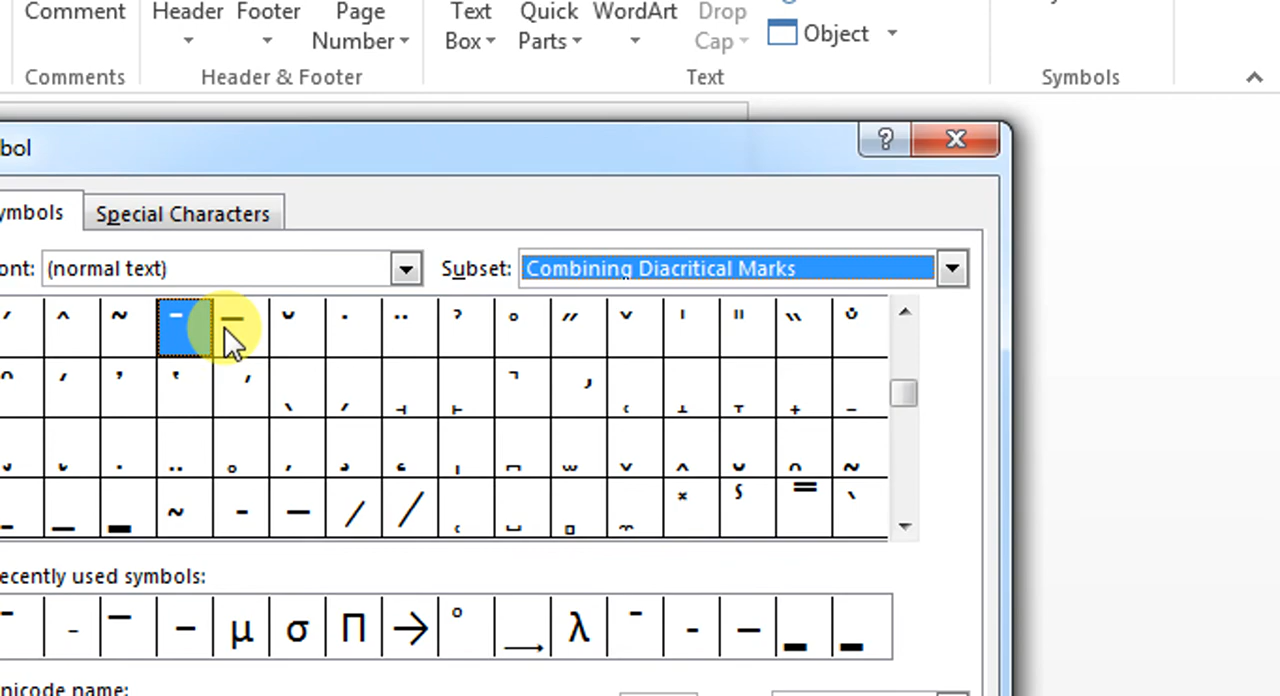 Comment Header Footer Page Number Text Box Quick Parts WordArt Drop Cap Object
Comments Header & Footer Text Symbols
bol
ymbols Special Characters
ont: (normal text) Subset: Combining Diacritical Marks
ecently used symbols:
μ σ Π → ° λ
nicode name: